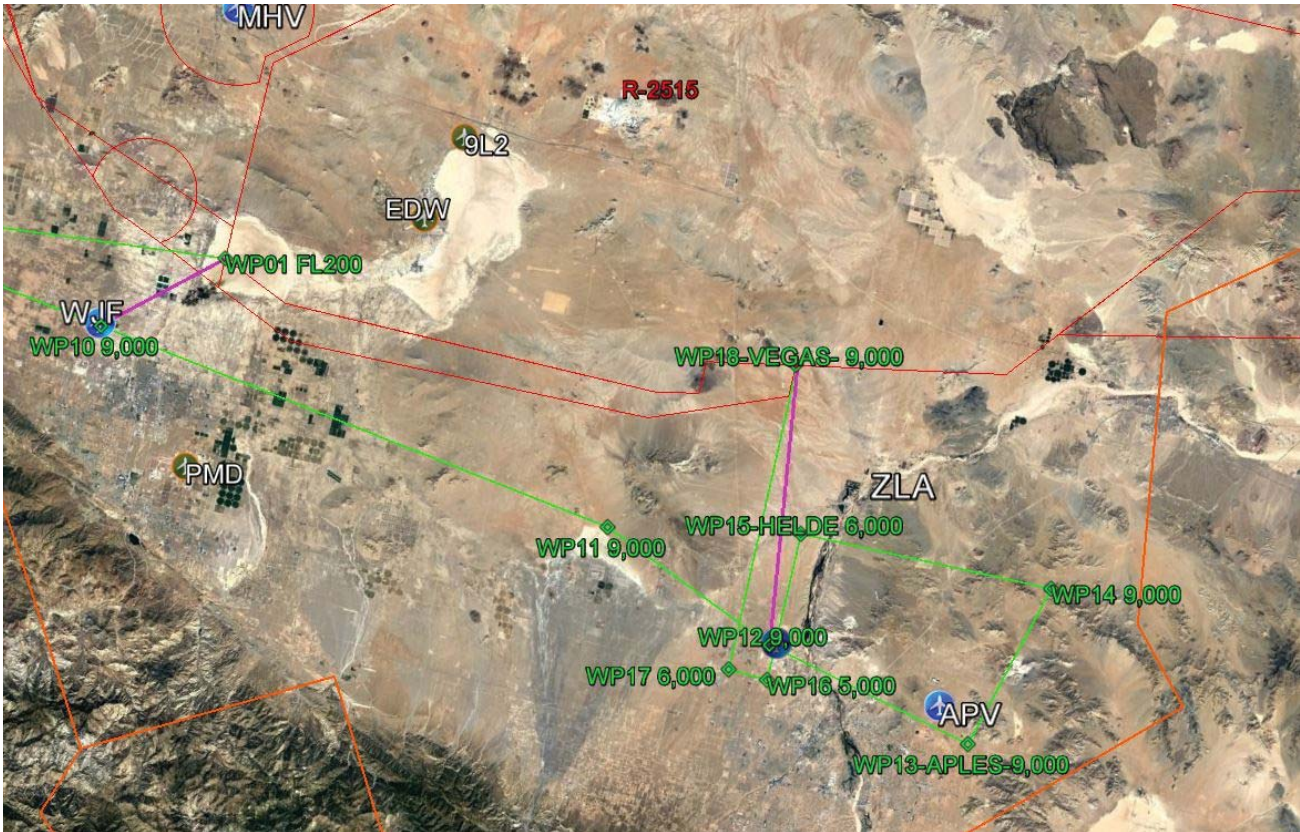 MHV
R-2515
9L2
EDW
WP01 FL200
WJF
WP10 9,000
WP18-VEGAS- 9,000
PMD
ZLA
WP15-HELDE 6,000
WP11 9,000
WP14 9,000
WP12 9,000
WP17 6,000
WP16 5,000
APV
WP13-APLES-9,000